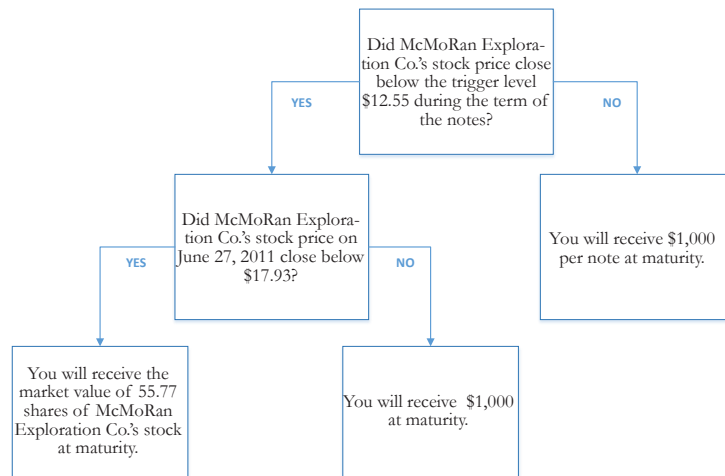 Did McMoRan Explora-
tion Co.'s stock price close
below the trigger level
$12.55 during the term of
the notes?
YES
NO
Did McMoRan Explora-
tion Co.'s stock price on
June 27, 2011 close below
$17.93?
You will receive $1,000
per note at maturity.
YES
NO
You will receive the
market value of 55.77
shares of McMoRan
Exploration Co.'s stock
at maturity.
You will receive $1,000
at maturity.